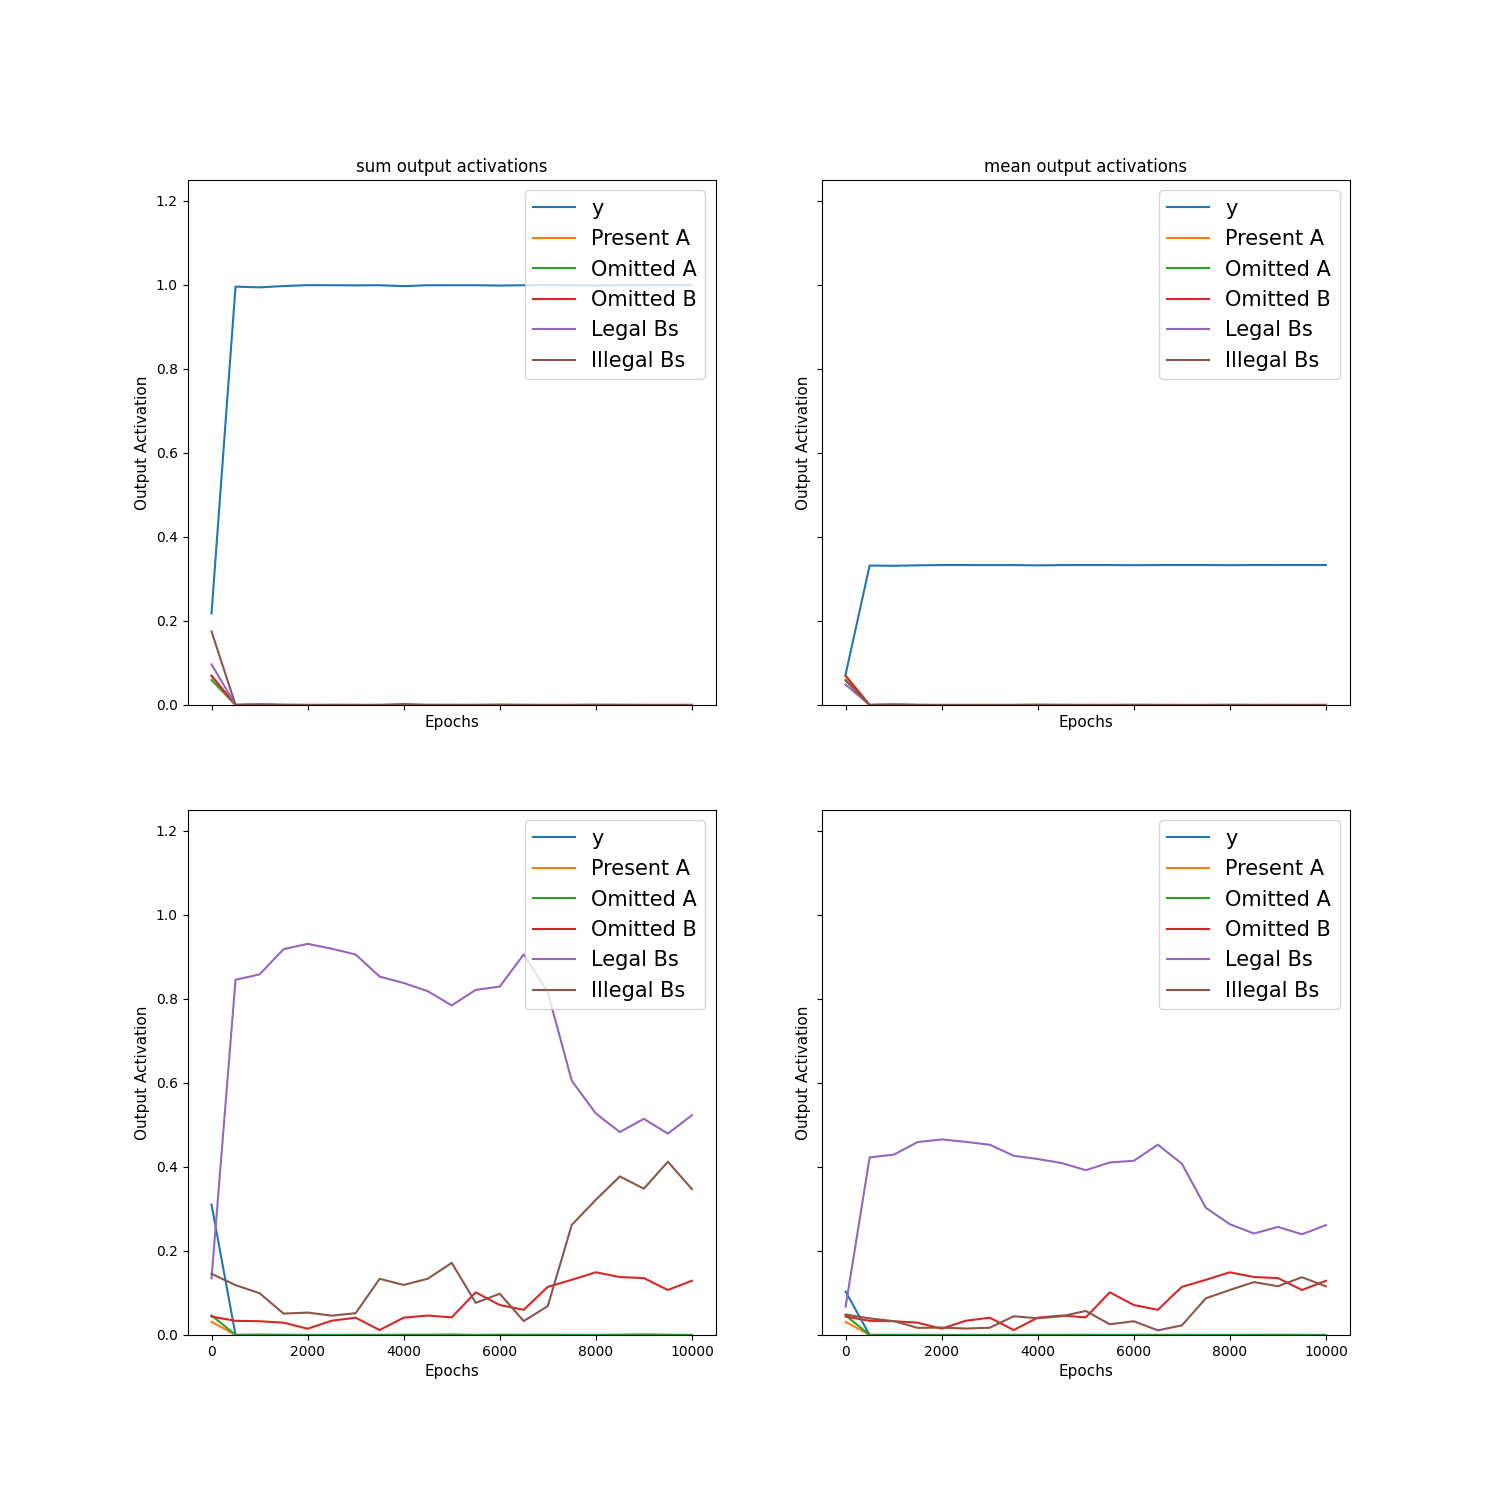 sum output activations
mean output activations
1.2
1.0
0.8
0.6
0.4
0.2
0.0
Output Activation
y
Present A
Omitted A
Omitted B
Legal Bs
Illegal Bs
Epochs
Output Activation
y
Present A
Omitted A
Omitted B
Legal Bs
Illegal Bs
Epochs
1.2
1.0
0.8
0.6
0.4
0.2
0.0
Output Activation
y
Present A
Omitted A
Omitted B
Legal Bs
Illegal Bs
0 2000 4000 6000 8000 10000
Epochs
Output Activation
y
Present A
Omitted A
Omitted B
Legal Bs
Illegal Bs
0 2000 4000 6000 8000 10000
Epochs